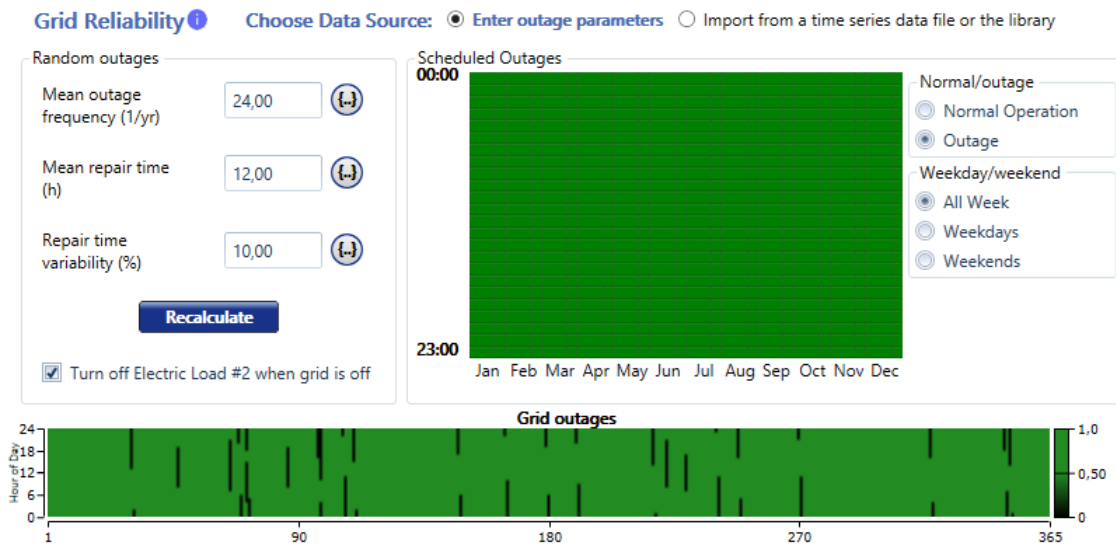 Grid Reliability i Choose Data Source: Enter outage parameters Import from a time series data file or the library
Random outages
Mean outage
frequency (1/yr)
24,00
{..}
Mean repair time
(h)
12,00
{..}
Repair time
variability (%)
10,00
{..}
Recalculate
Turn off Electric Load #2 when grid is off
Scheduled Outages
00:00
23:00
Jan Feb Mar Apr May Jun Jul Aug Sep Oct Nov Dec
Normal/outage
Normal Operation
Outage
Weekday/weekend
All Week
Weekdays
Weekends
Grid outages
Hour of Day
24
18
12
6
0
1 90 180 270 365
1,0
0,50
0